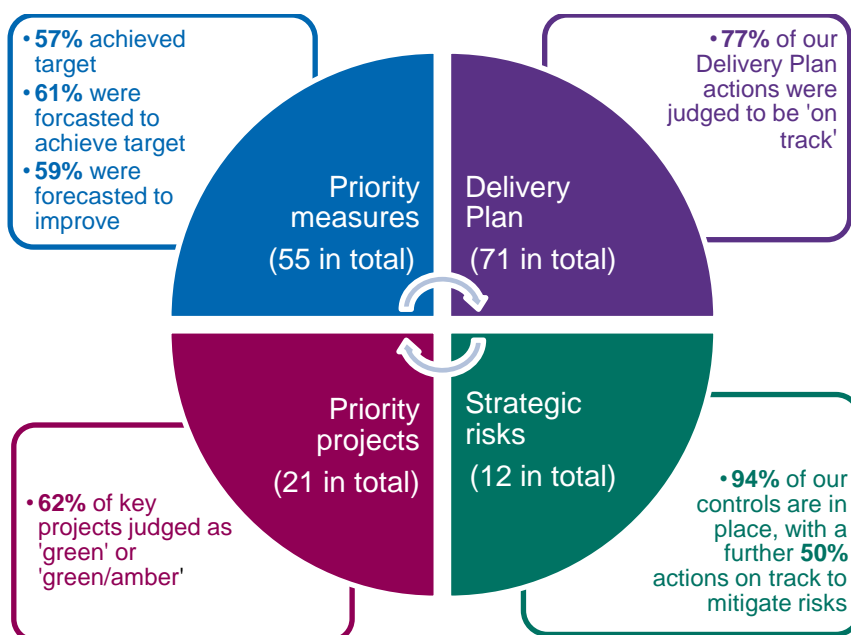 • 57% achieved
target
• 61% were
forcasted to
achieve target
• 59% were
forecasted to
improve
• 77% of our
Delivery Plan
actions were
judged to be 'on
track'
Priority
measures
(55 in total)
Delivery
Plan
(71 in total)
Priority
projects
(21 in total)
Strategic
risks
(12 in total)
• 62% of key
projects judged as
'green' or
'green/amber'
• 94% of our
controls are in
place, with a
further 50%
actions on track to
mitigate risks